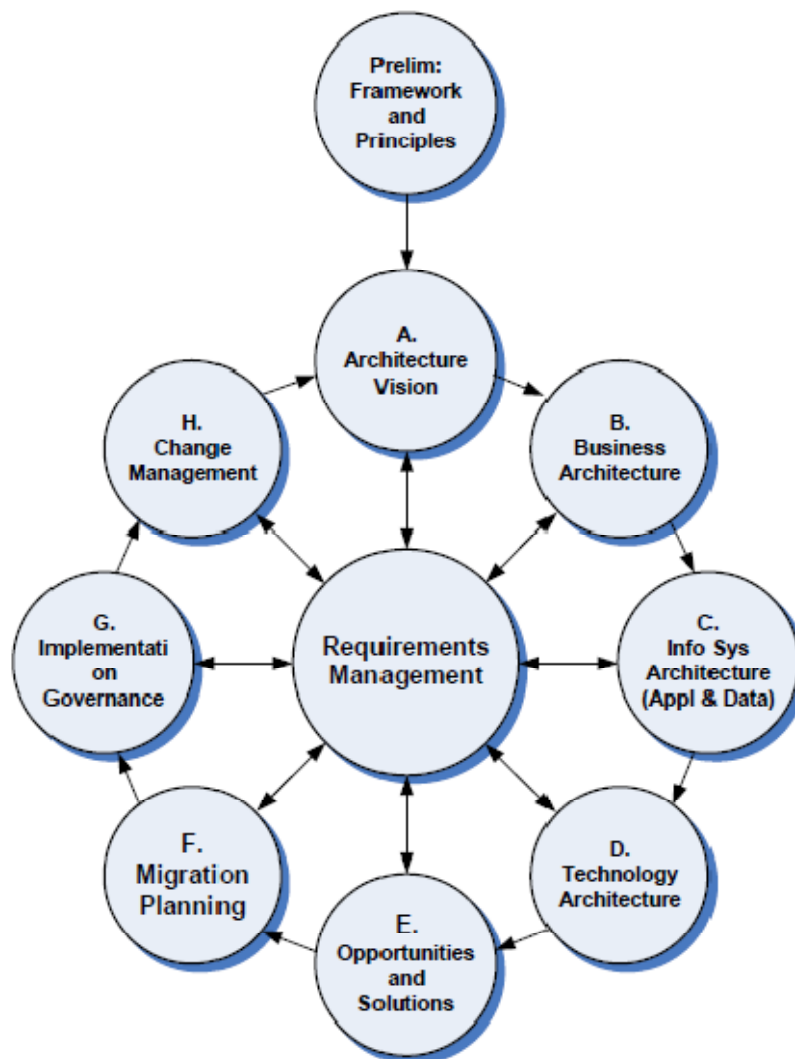 Prelim:
Framework
and
Principles
A.
Architecture
Vision
B.
Business
Architecture
C.
Info Sys
Architecture
(Appl & Data)
D.
Technology
Architecture
E.
Opportunities
and
Solutions
F.
Migration
Planning
G.
Implementati
on
Governance
H.
Change
Management
Requirements
Management